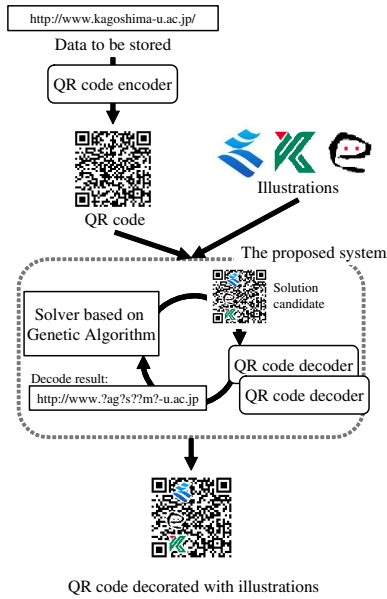 http://www.kagoshima-u.ac.jp/
Data to be stored
QR code encoder
QR code
Illustrations
The proposed system
Solver based on
Genetic Algorithm
Solution
candidate
QR code decoder
QR code decoder
Decode result:
http://www.?ag?s??m?-u.ac.jp
QR code decorated with illustrations